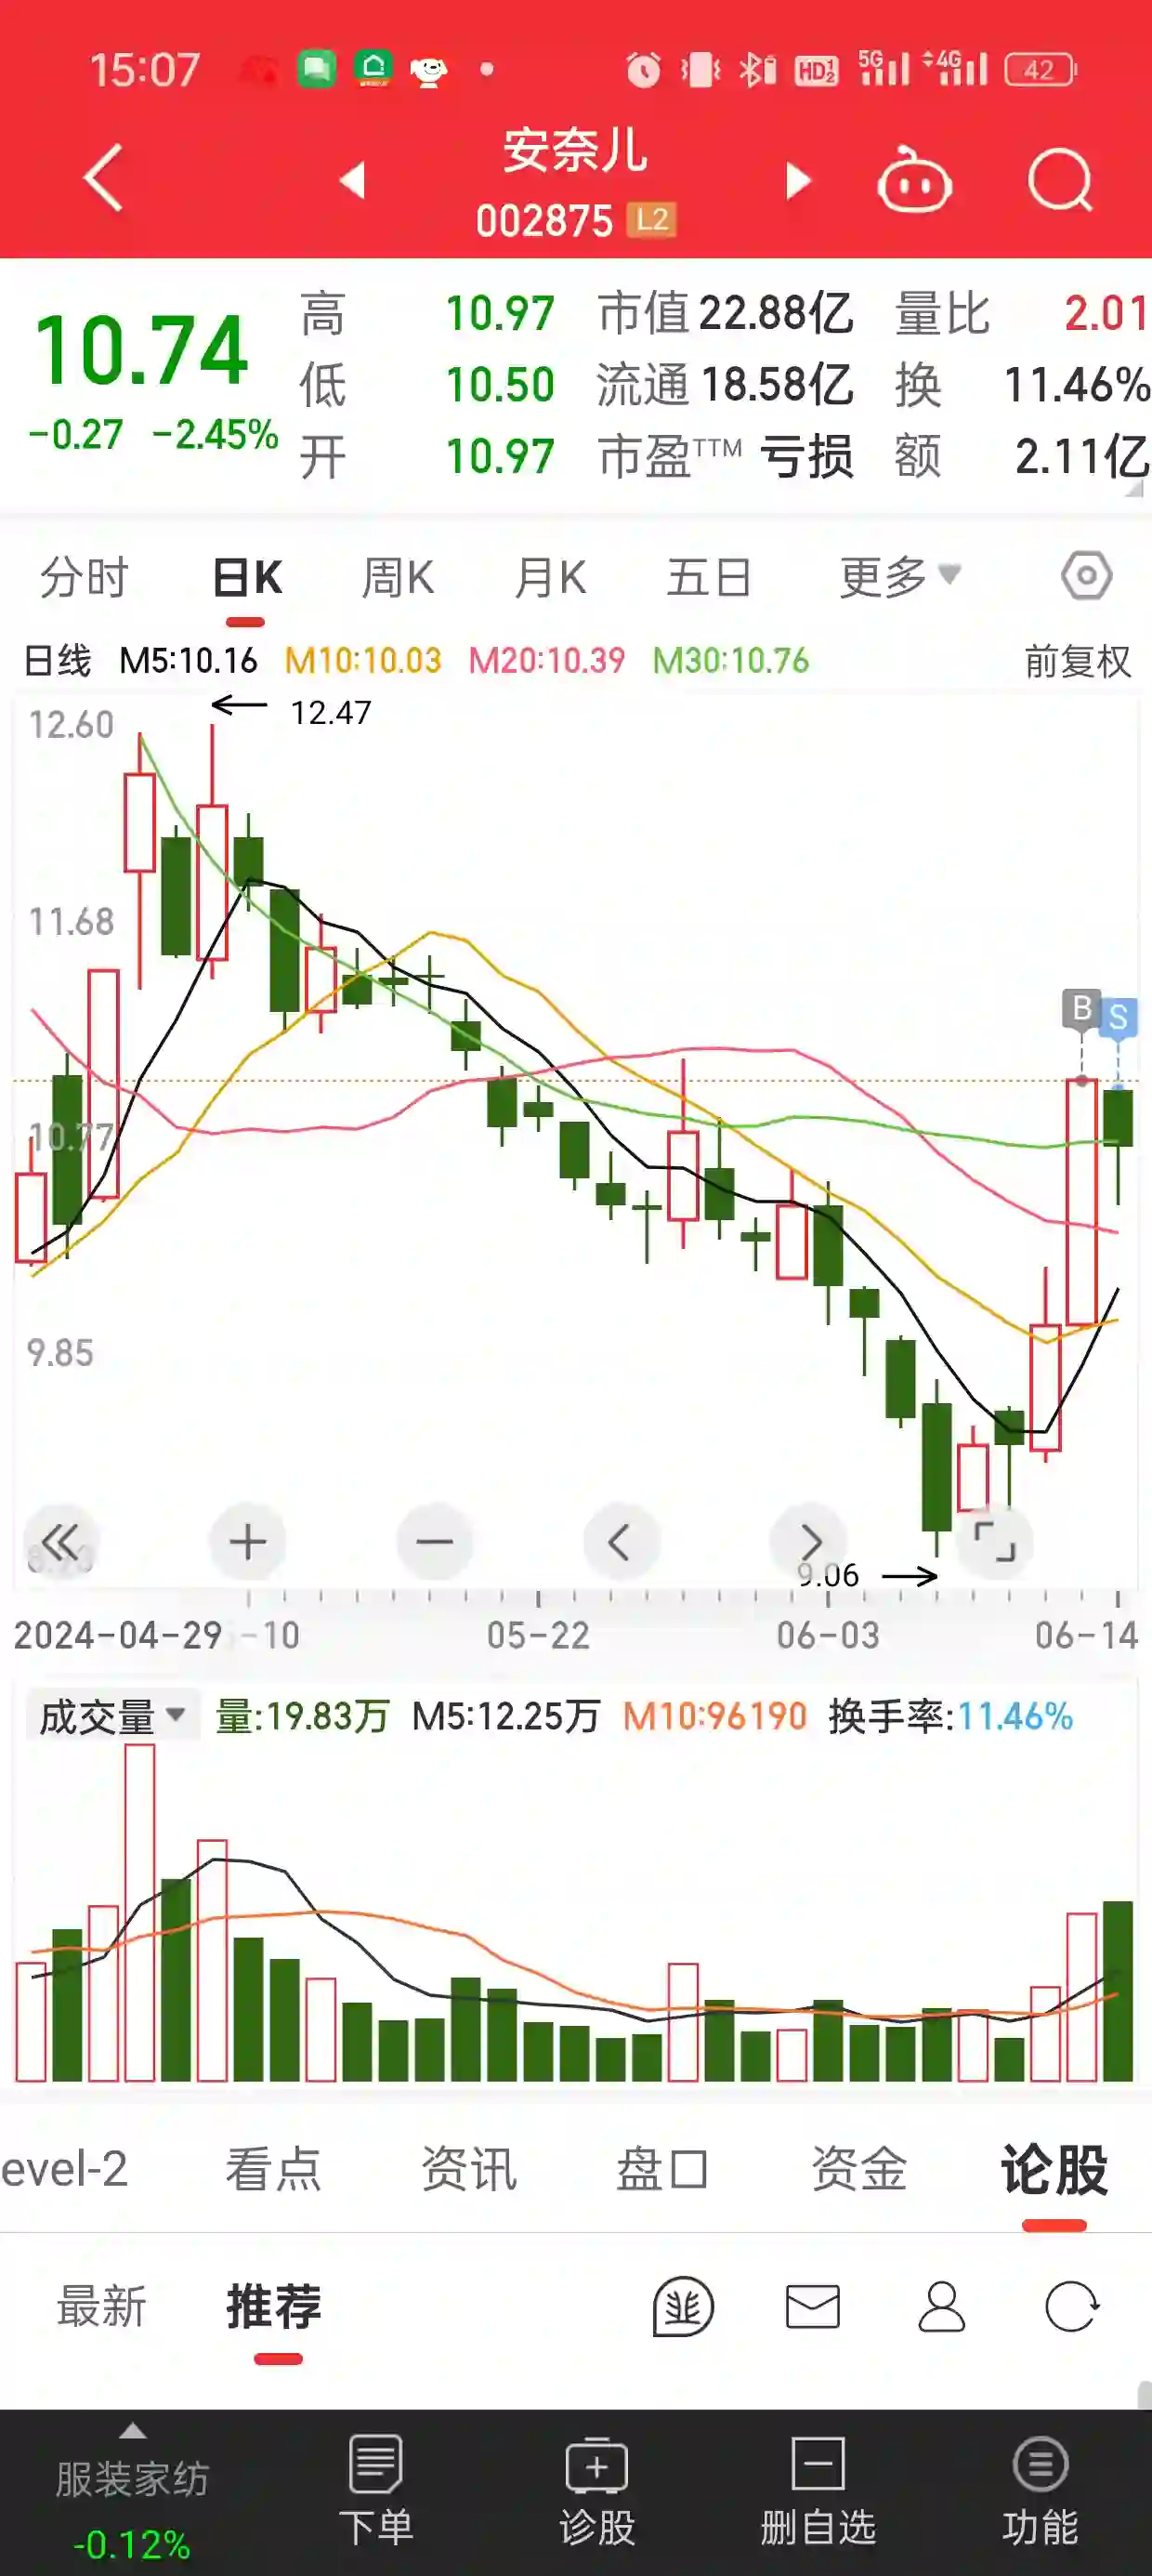 15:07 HD 1 2 5G 4G 42
安奈儿
002875 L2
10.74
-0.27 -2.45%
高 10.97 市值 22.88亿 量比 2.01
低 10.50 流通 18.58亿 换 11.46%
开 10.97 市盈TTM 亏损 额 2.11亿
分时 日K 周K 月K 五日 更多
日线 M5:10.16 M10:10.03 M20:10.39 M30:10.76 前复权
12.60
12.47
11.68
B S
10.77
9.85
9.06
2024-04-29 -10 05-22 06-03 06-14
成交量 量:19.83万 M5:12.25万 M10:96190 换手率:11.46%
evel-2 看点 资讯 盘口 资金 论股
最新 推荐
服装家纺
-0.12%
下单 诊股 删自选 功能